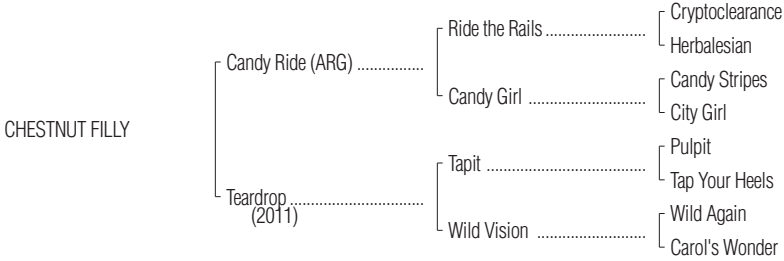 Cryptoclearance
Ride the Rails ........................
Herbalesian
Candy Ride (ARG) ................
Candy Stripes
Candy Girl ............................
City Girl
CHESTNUT FILLY
Pulpit
Tapit ......................................
Tap Your Heels
Teardrop ................................
(2011)
Wild Again
Wild Vision ..........................
Carol's Wonder